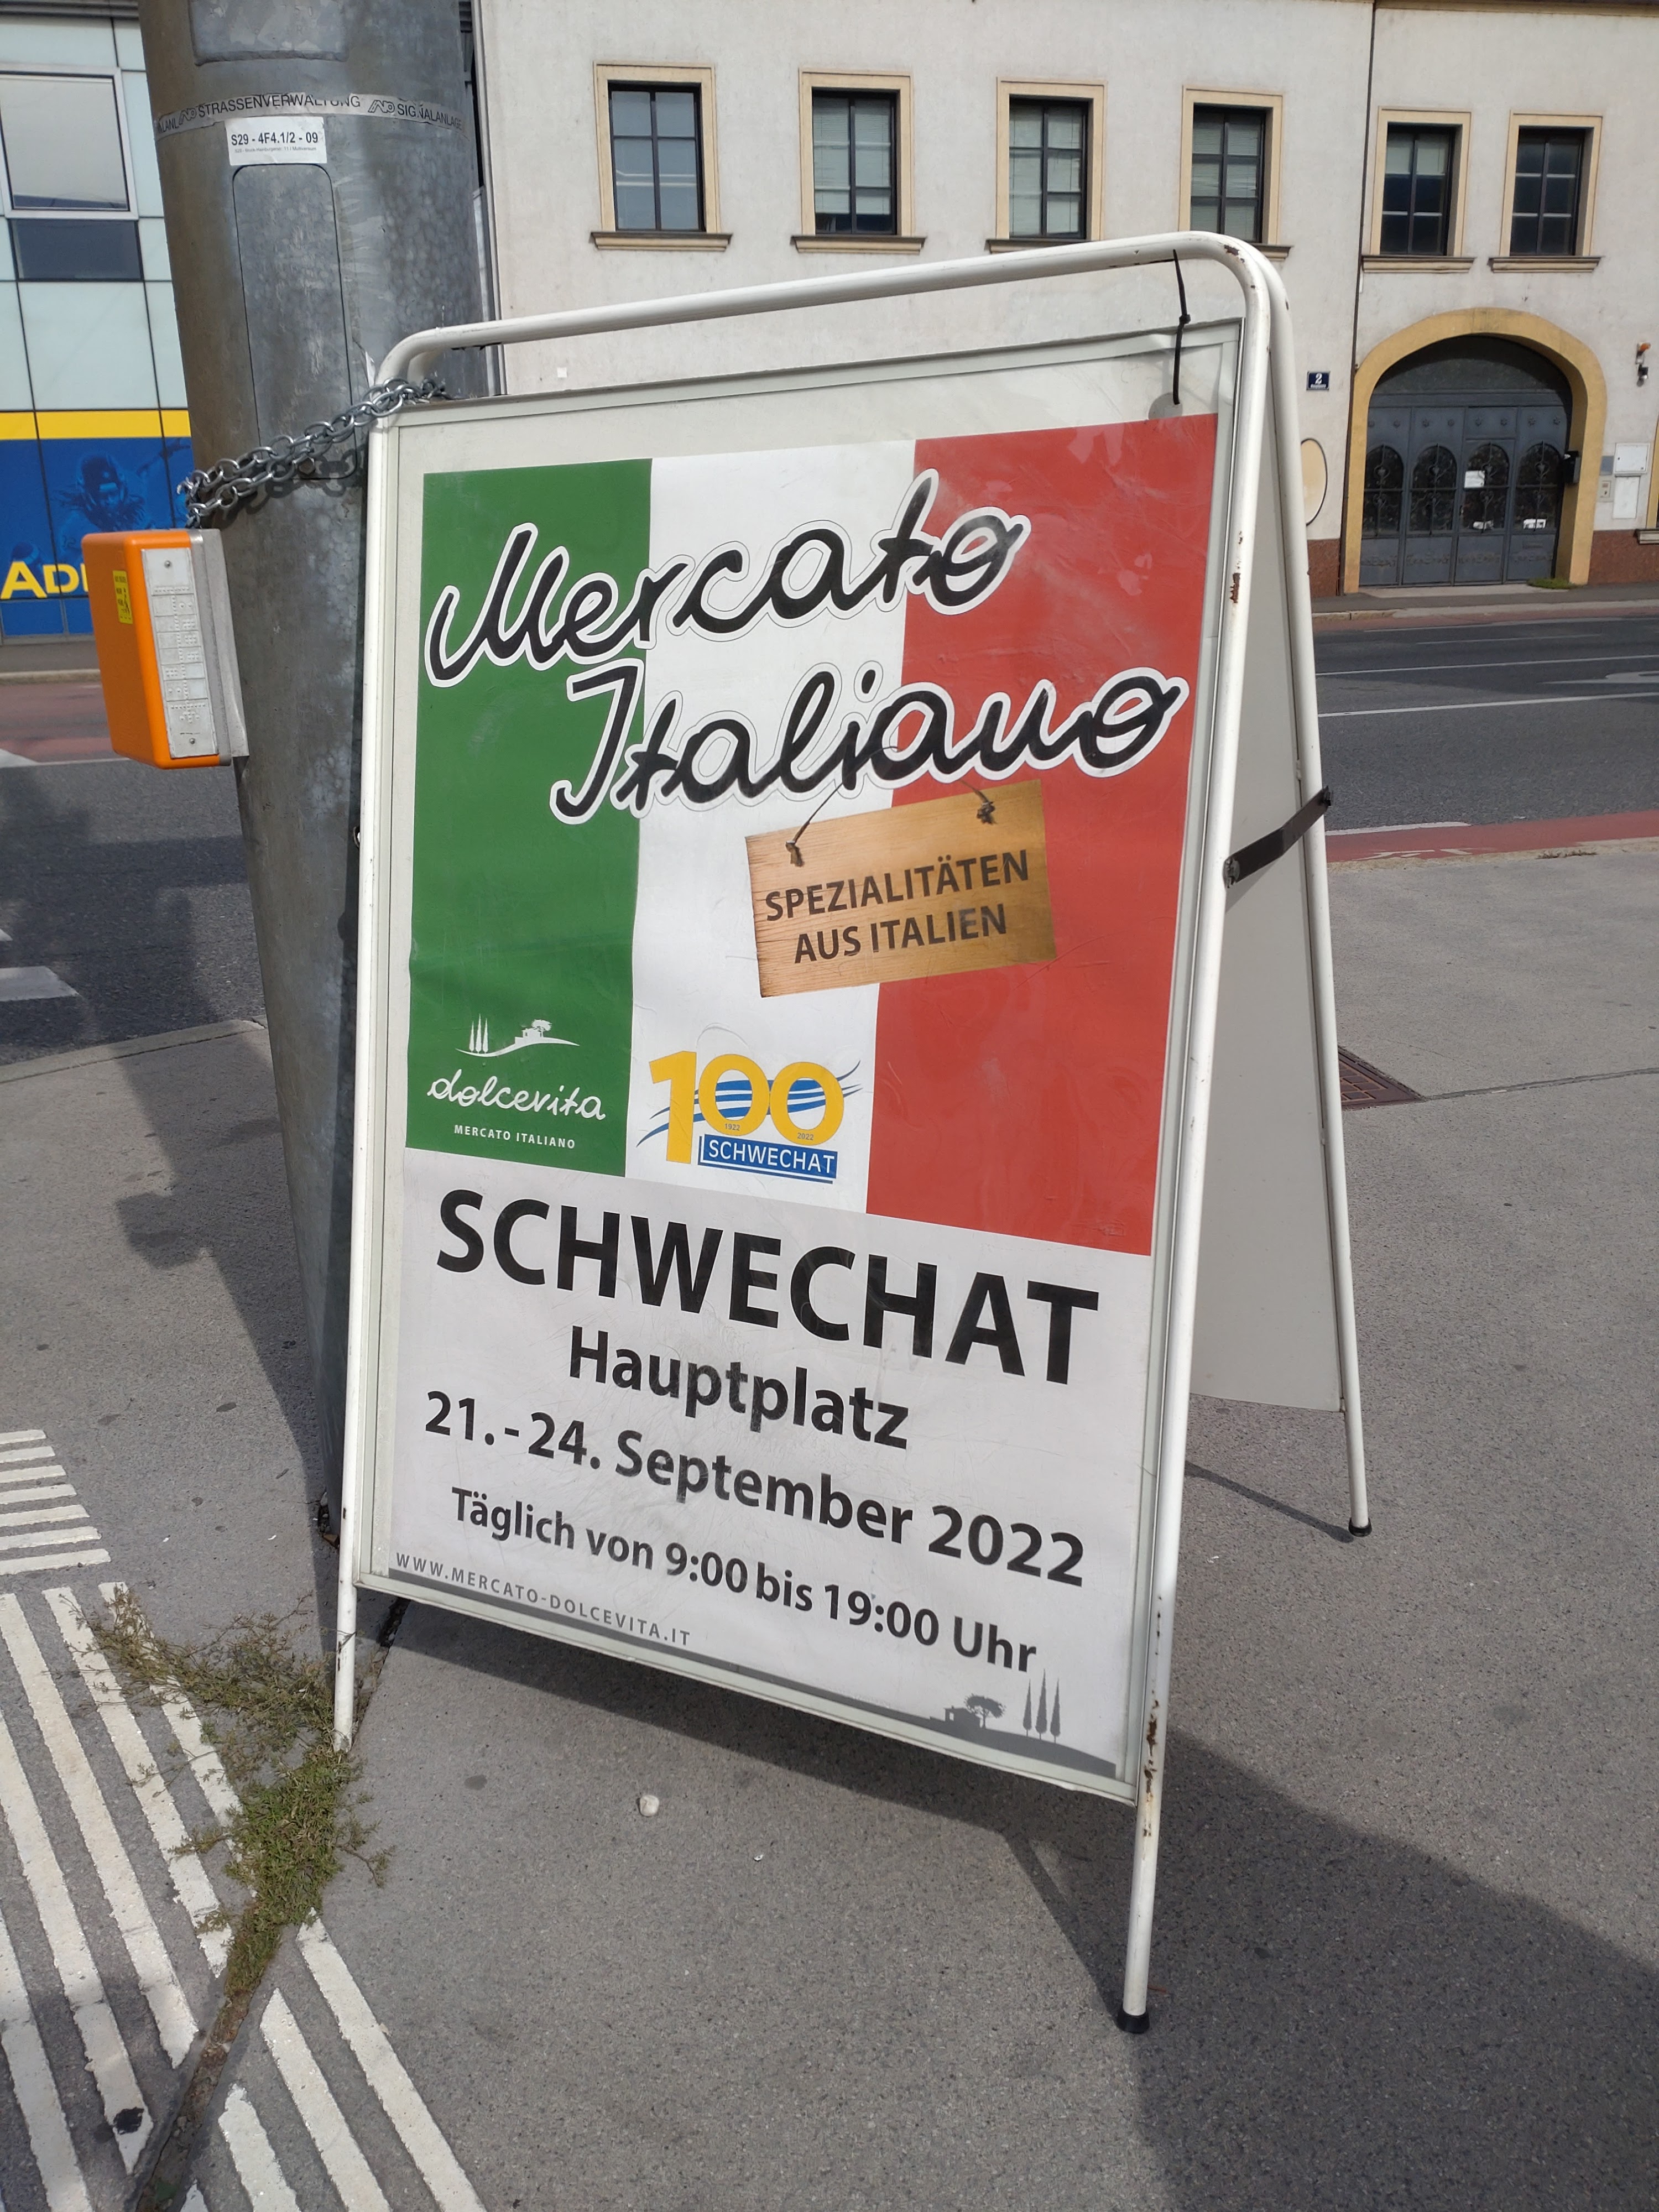 STRASSENVERWALTUNG
SIGNALANLAGE
S29 - 4F4.1/2 - 09
2
Mercato
Italiano
SPEZIALITÄTEN
AUS ITALIEN
dolcevita
MERCATO ITALIANO
100
1922 2022
SCHWECHAT
SCHWECHAT
Hauptplatz
21.-24. September 2022
Täglich von 9:00 bis 19:00 Uhr
WWW.MERCATO-DOLCEVITA.IT